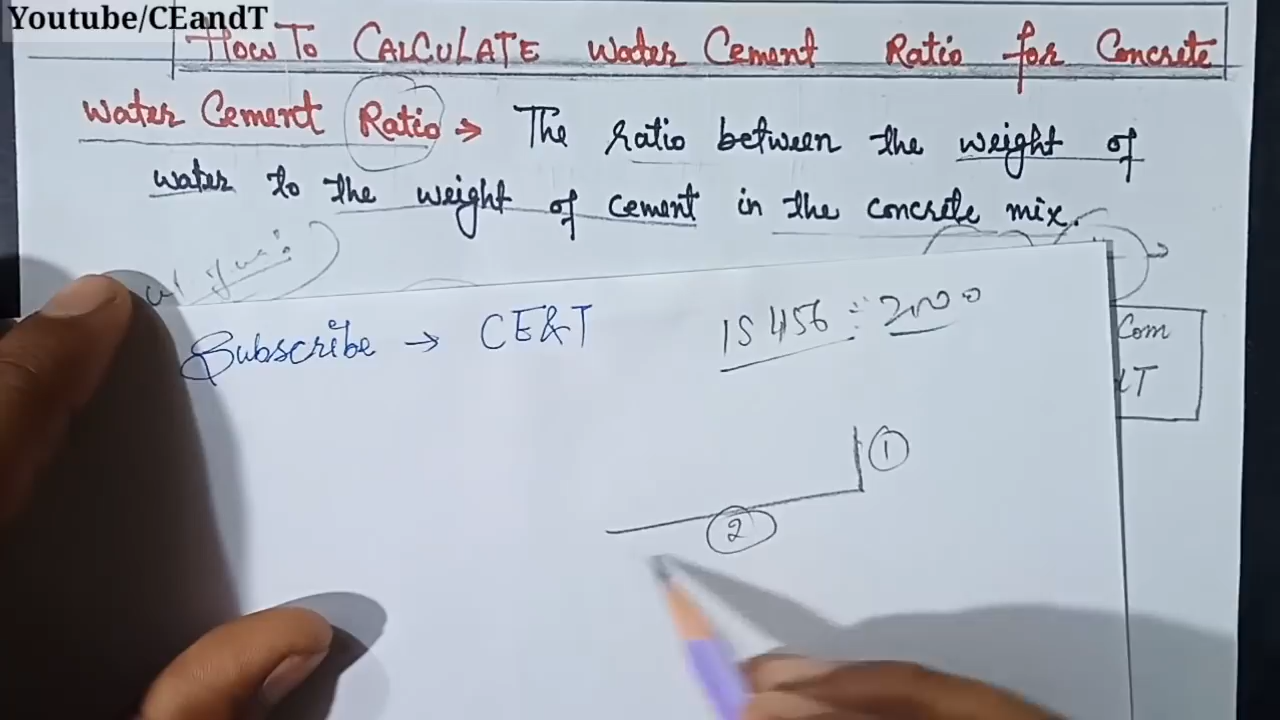 Youtube/CEandT
How To CALCULATE Water Cement Ratio for Concrete
Water Cement Ratio → The ratio between the weight of
water to the weight of cement in the concrete mix.
Subscribe → CE&T
IS 456 : 2000
Com
1
2